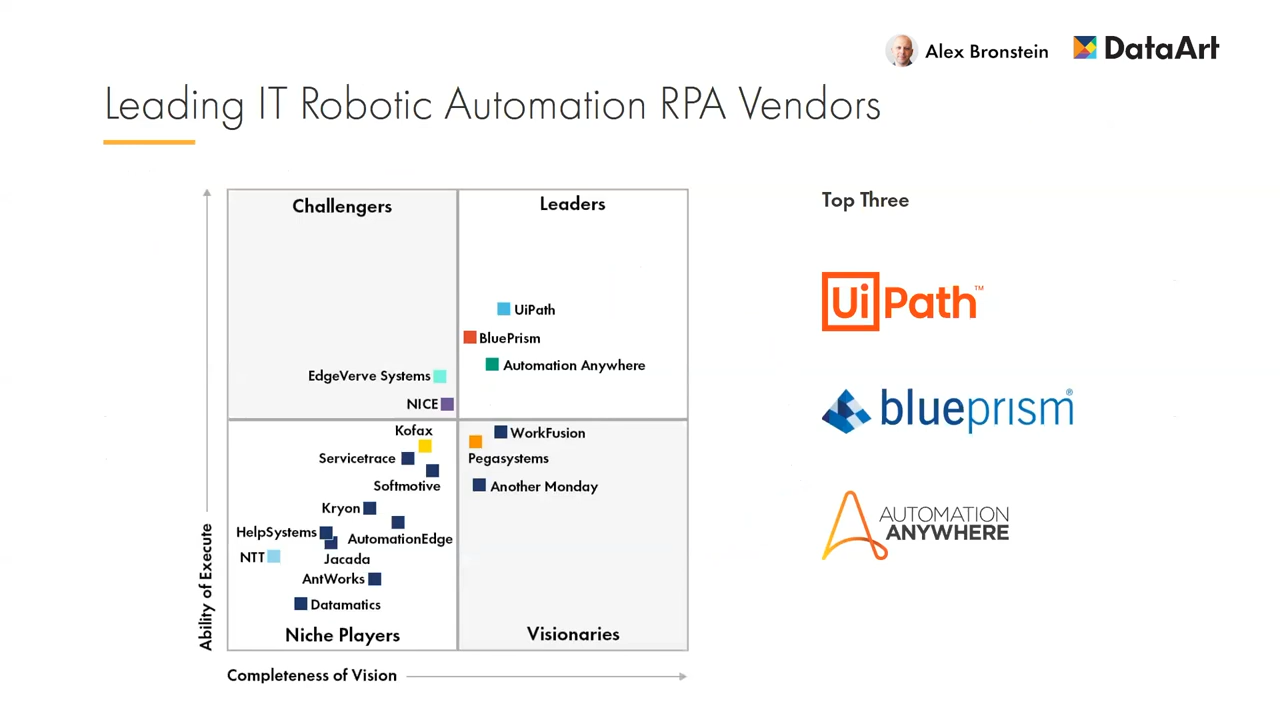 Alex Bronstein
DataArt
Leading IT Robotic Automation RPA Vendors
Challengers
Leaders
UiPath
BluePrism
Automation Anywhere
EdgeVerve Systems
NICE
Kofax
Servicetrace
Softmotive
Kryon
HelpSystems
AutomationEdge
NTT
Jacada
AntWorks
Datamatics
Niche Players
WorkFusion
Pegasystems
Another Monday
Visionaries
Ability of Execute
Completeness of Vision
Top Three
UiPath™
blueprism®
AUTOMATION
ANYWHERE